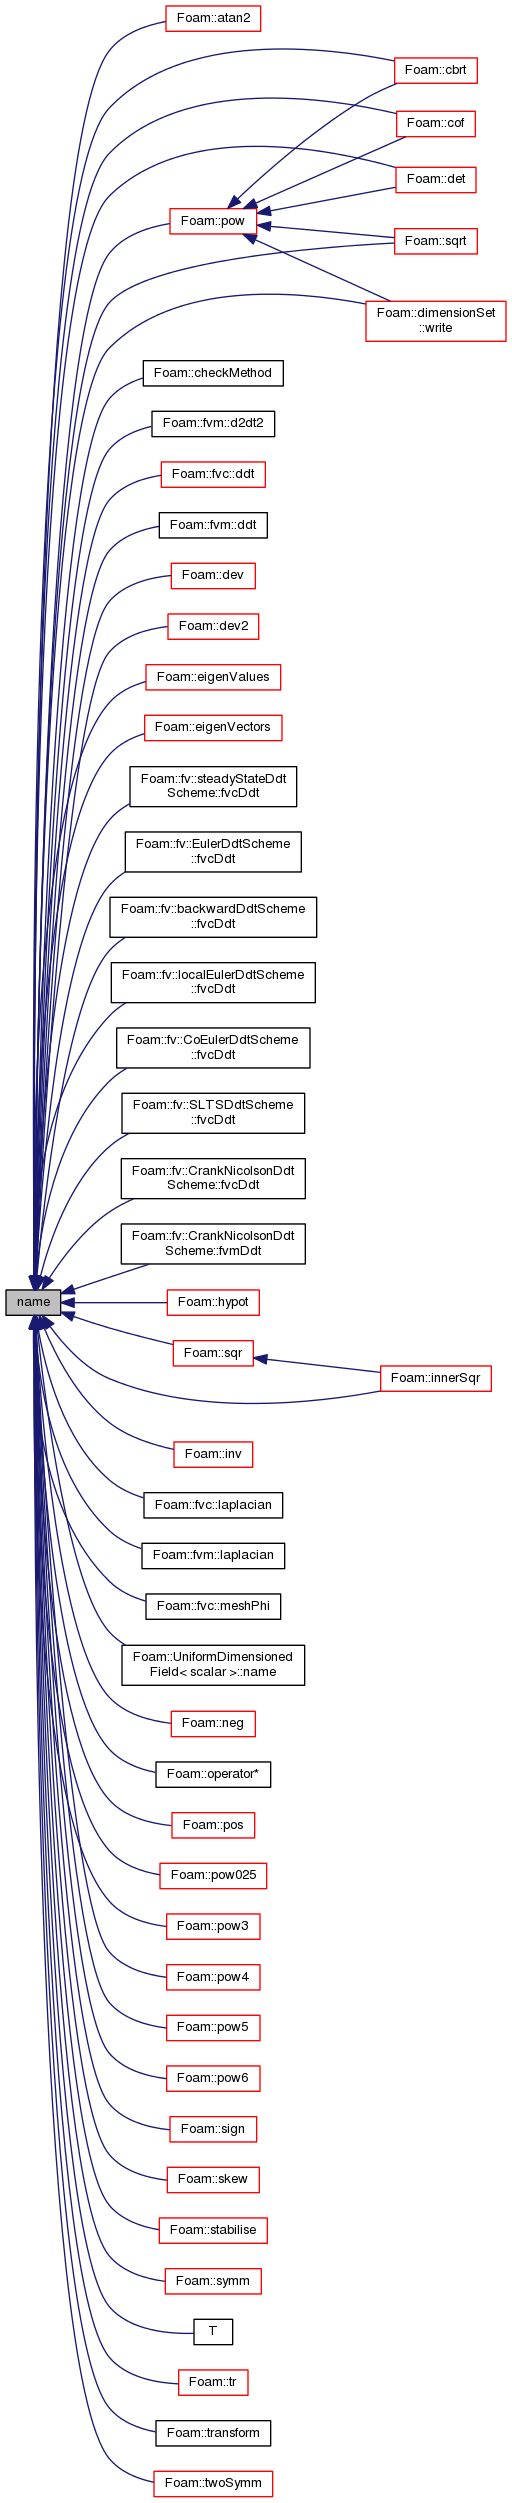 Foam::atan2
Foam::cbrt
Foam::cof
Foam::det
Foam::pow
Foam::sqrt
Foam::dimensionSet
::write
Foam::checkMethod
Foam::fvm::d2dt2
Foam::fvc::ddt
Foam::fvm::ddt
Foam::dev
Foam::dev2
Foam::eigenValues
Foam::eigenVectors
Foam::fv::steadyStateDdt
Scheme::fvcDdt
Foam::fv::EulerDdtScheme
::fvcDdt
Foam::fv::backwardDdtScheme
::fvcDdt
Foam::fv::localEulerDdtScheme
::fvcDdt
Foam::fv::CoEulerDdtScheme
::fvcDdt
Foam::fv::SLTSDdtScheme
::fvcDdt
Foam::fv::CrankNicolsonDdt
Scheme::fvcDdt
Foam::fv::CrankNicolsonDdt
Scheme::fvmDdt
name
Foam::hypot
Foam::sqr
Foam::innerSqr
Foam::inv
Foam::fvc::laplacian
Foam::fvm::laplacian
Foam::fvc::meshPhi
Foam::UniformDimensioned
Field< scalar >::name
Foam::neg
Foam::operator*
Foam::pos
Foam::pow025
Foam::pow3
Foam::pow4
Foam::pow5
Foam::pow6
Foam::sign
Foam::skew
Foam::stabilise
Foam::symm
T
Foam::tr
Foam::transform
Foam::twoSymm